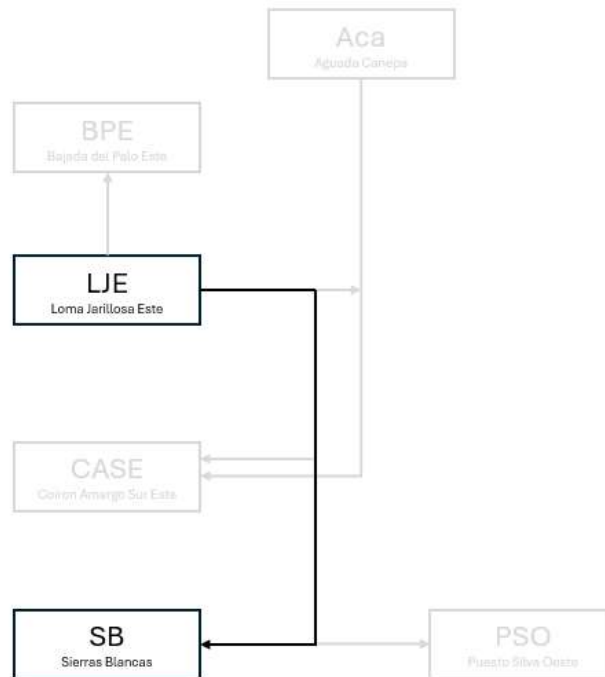 Aca
Aguada Canepa
BPE
Bajada del Palo Este
LJE
Loma Jarillosa Este
CASE
Coiron Amargo Sur Este
SB
Sierras Blancas
PSO
Puesto Silva Oeste